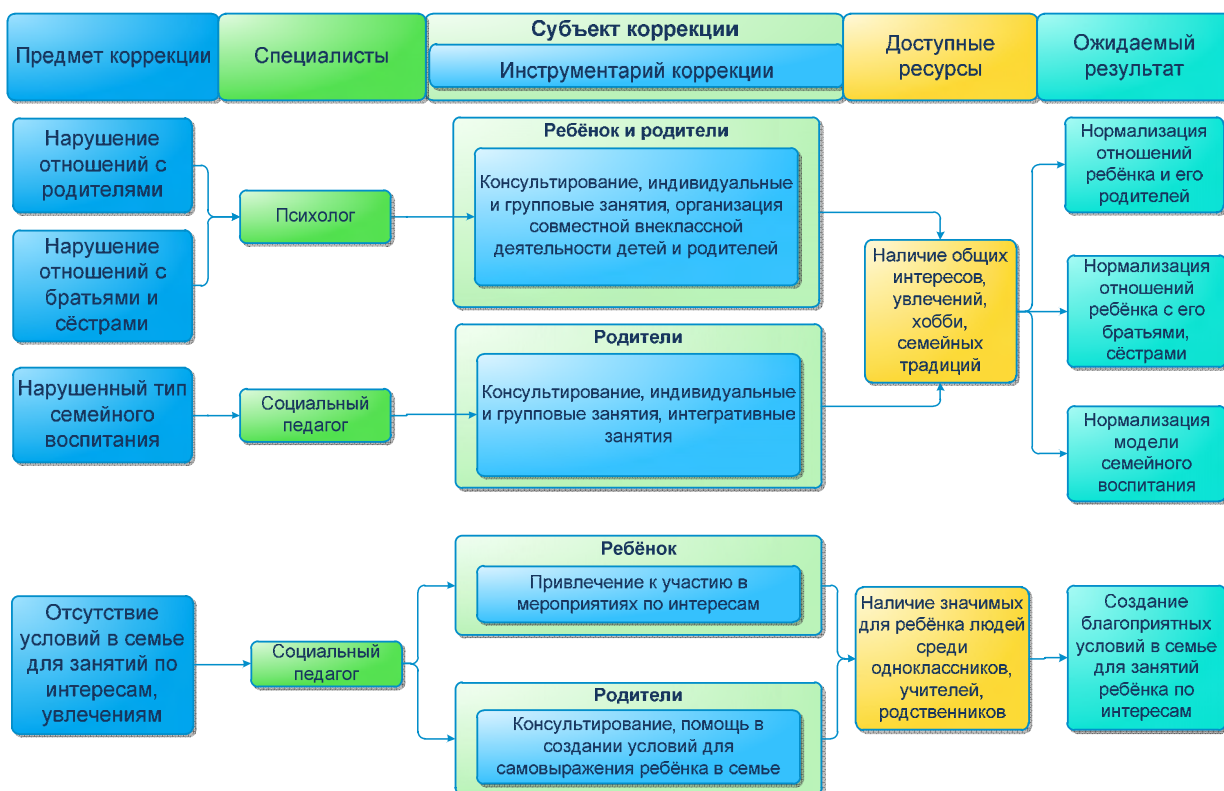 Предмет коррекции
Специалисты
Субъект коррекции
Инструментарий коррекции
Доступные
ресурсы
Ожидаемый
результат
Нарушение
отношений с
родителями
Нарушение
отношений с
братьями и
сёстрами
Психолог
Ребёнок и родители
Консультирование, индивидуальные
и групповые занятия, организация
совместной внеклассной
деятельности детей и родителей
Наличие общих
интересов,
увлечений,
хобби,
семейных
традиций
Нормализация
отношений
ребёнка и его
родителей
Нормализация
отношений
ребёнка с его
братьями,
сёстрами
Нарушенный тип
семейного
воспитания
Социальный
педагог
Родители
Консультирование, индивидуальные
и групповые занятия, интегративные
занятия
Нормализация
модели
семейного
воспитания
Отсутствие
условий в семье
для занятий по
интересам,
увлечениям
Социальный
педагог
Ребёнок
Привлечение к участию в
мероприятиях по интересам
Родители
Консультирование, помощь в
создании условий для
самовыражения ребёнка в семье
Наличие значимых
для ребёнка людей
среди
одноклассников,
учителей,
родственников
Создание
благоприятных
условий в семье
для занятий
ребёнка по
интересам